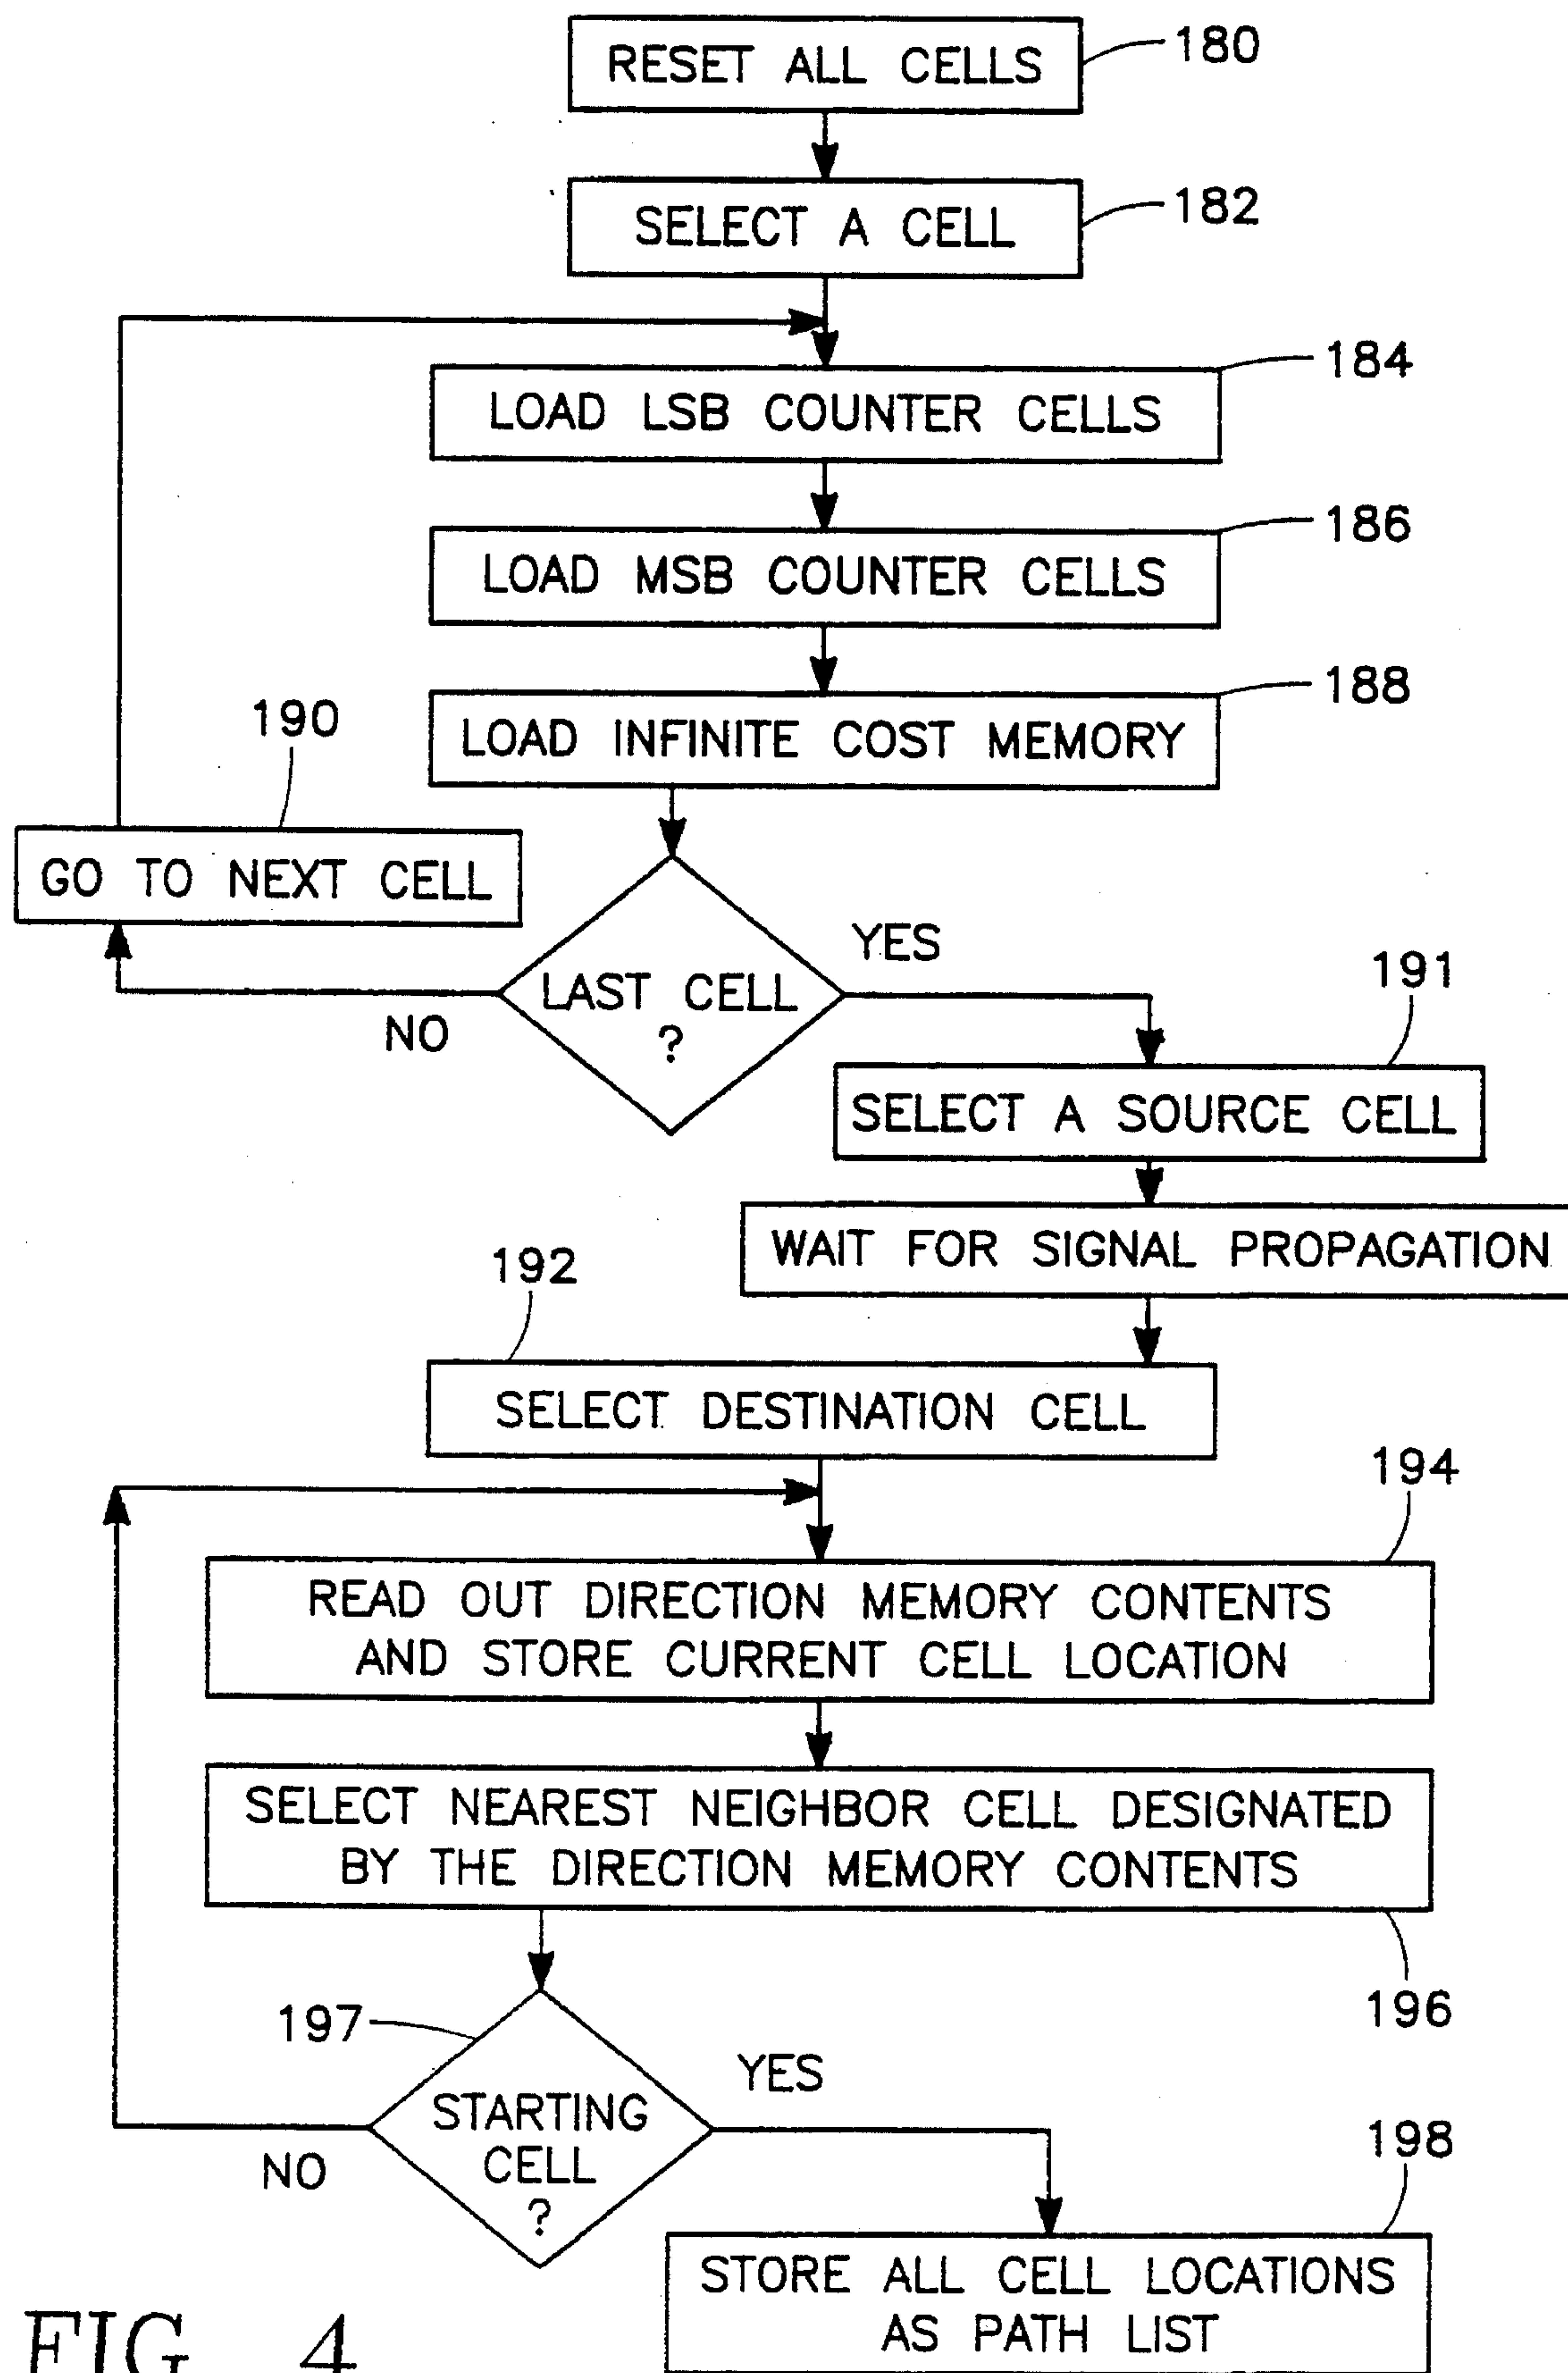 RESET ALL CELLS
180
SELECT A CELL
182
184
LOAD LSB COUNTER CELLS
186
LOAD MSB COUNTER CELLS
188
LOAD INFINITE COST MEMORY
190
GO TO NEXT CELL
YES
LAST CELL
?
NO
191
SELECT A SOURCE CELL
WAIT FOR SIGNAL PROPAGATION
192
SELECT DESTINATION CELL
194
READ OUT DIRECTION MEMORY CONTENTS
AND STORE CURRENT CELL LOCATION
SELECT NEAREST NEIGHBOR CELL DESIGNATED
BY THE DIRECTION MEMORY CONTENTS
196
197
YES
STARTING
CELL
?
NO
198
STORE ALL CELL LOCATIONS
AS PATH LIST
FIG. 4